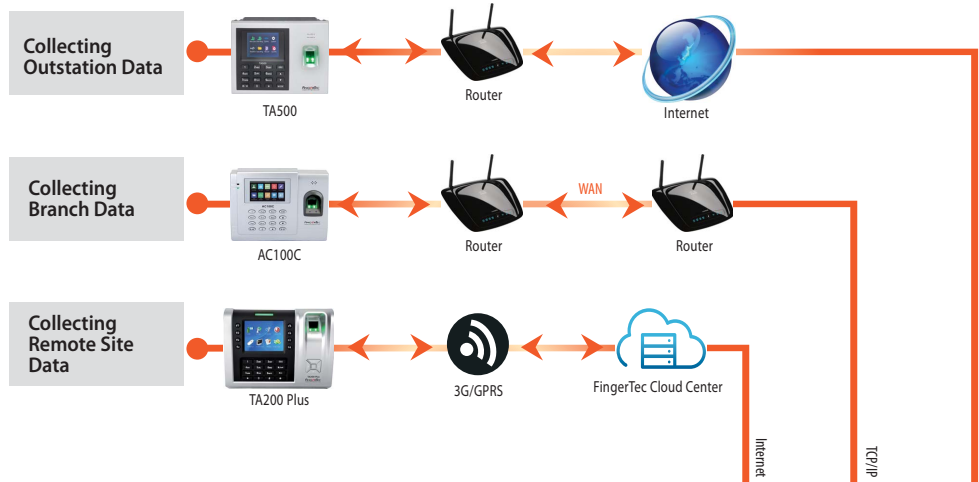 Collecting
Outstation Data
TA500
Router
Internet
Collecting
Branch Data
AC100C
Router
WAN
Router
Collecting
Remote Site
Data
TA200 Plus
3G/GPRS
FingerTec Cloud Center
Internet
TCP/IP